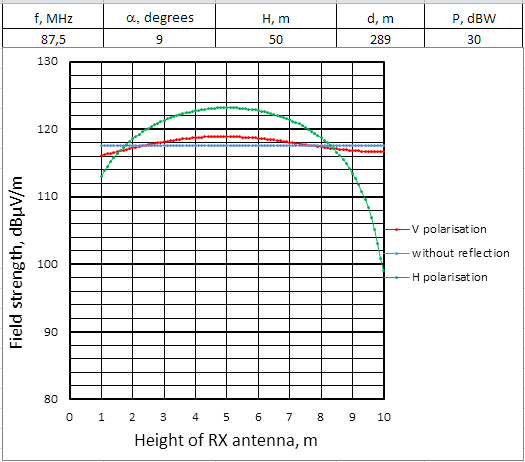 f, MHz α, degrees H, m d, m P, dBW
87,5 9 50 289 30
130
120
110
100
90
80
Field strength, dBµV/m
0 1 2 3 4 5 6 7 8 9 10
Height of RX antenna, m
V polarisation
without reflection
H polarisation